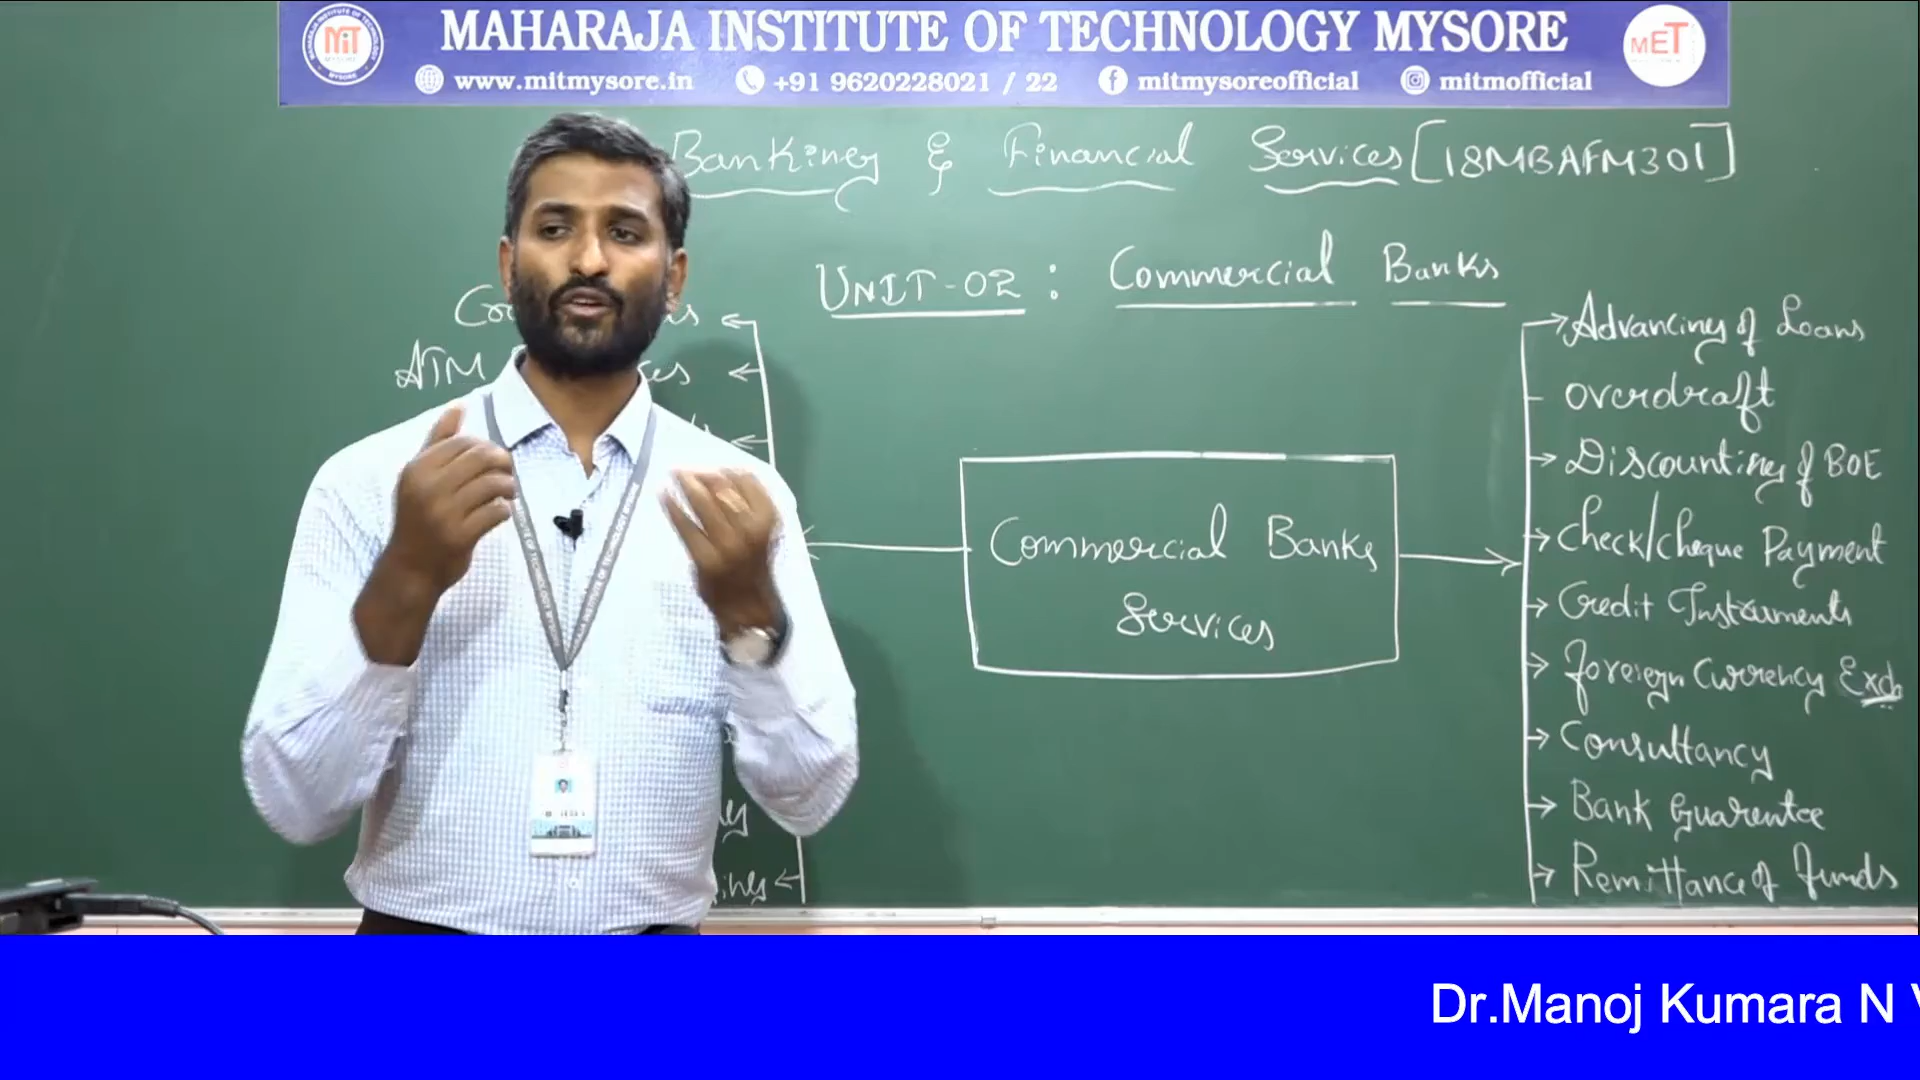 MAHARAJA INSTITUTE OF TECHNOLOGY MYSORE
www.mitmysore.in +91 9620228021 / 22 mitmysoreofficial mitmofficial
MIT
MYSORE
MET
Banking & Financial Services [18MBAFM301]
UNIT-02 : Commercial Banks
ATM
Commercial Banks
Services
Advancing of Loans
Overdraft
Discounting of BOE
Check/Cheque Payment
Credit Instruments
Foreign Currency Exch
Consultancy
Bank Guarentee
Remittance of Funds
Dr.Manoj Kumara N V